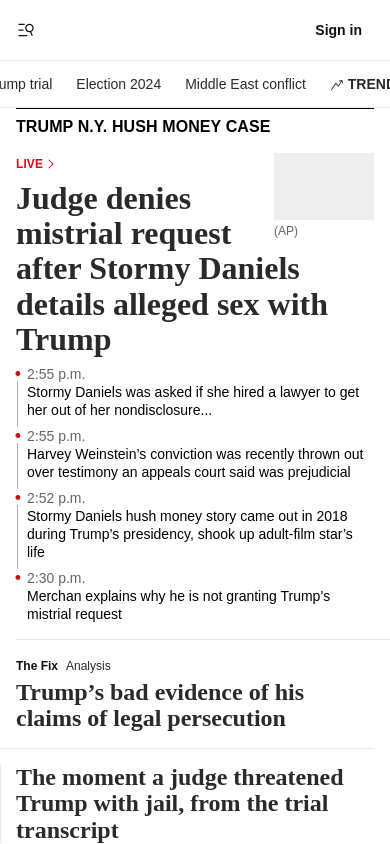 Sign in
ump trial Election 2024 Middle East conflict TREND
TRUMP N.Y. HUSH MONEY CASE
LIVE
Judge denies
mistrial request
(AP)
after Stormy Daniels
details alleged sex with
Trump
2:55 p.m.
Stormy Daniels was asked if she hired a lawyer to get
her out of her nondisclosure...
2:55 p.m.
Harvey Weinstein’s conviction was recently thrown out
over testimony an appeals court said was prejudicial
2:52 p.m.
Stormy Daniels hush money story came out in 2018
during Trump’s presidency, shook up adult-film star’s
life
2:30 p.m.
Merchan explains why he is not granting Trump’s
mistrial request
The Fix Analysis
Trump’s bad evidence of his
claims of legal persecution
The moment a judge threatened
Trump with jail, from the trial
transcript